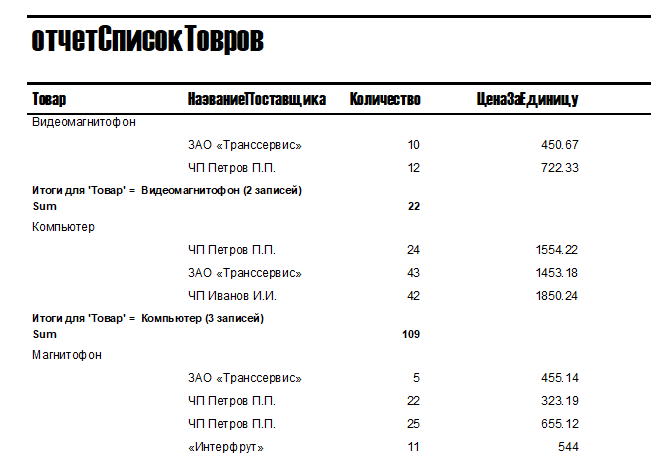 отчетСписокТовров
Товар НазваниеПоставщика Количество ЦенаЗаЕдиницу
Видеомагнитофон
ЗАО «Транссервис» 10 450.67
ЧП Петров П.П. 12 722.33
Итоги для 'Товар' = Видеомагнитофон (2 записей)
Sum 22
Компьютер
ЧП Петров П.П. 24 1554.22
ЗАО «Транссервис» 43 1453.18
ЧП Иванов И.И. 42 1850.24
Итоги для 'Товар' = Компьютер (3 записей)
Sum 109
Магнитофон
ЗАО «Транссервис» 5 455.14
ЧП Петров П.П. 22 323.19
ЧП Петров П.П. 25 655.12
«Интерфрут» 11 544